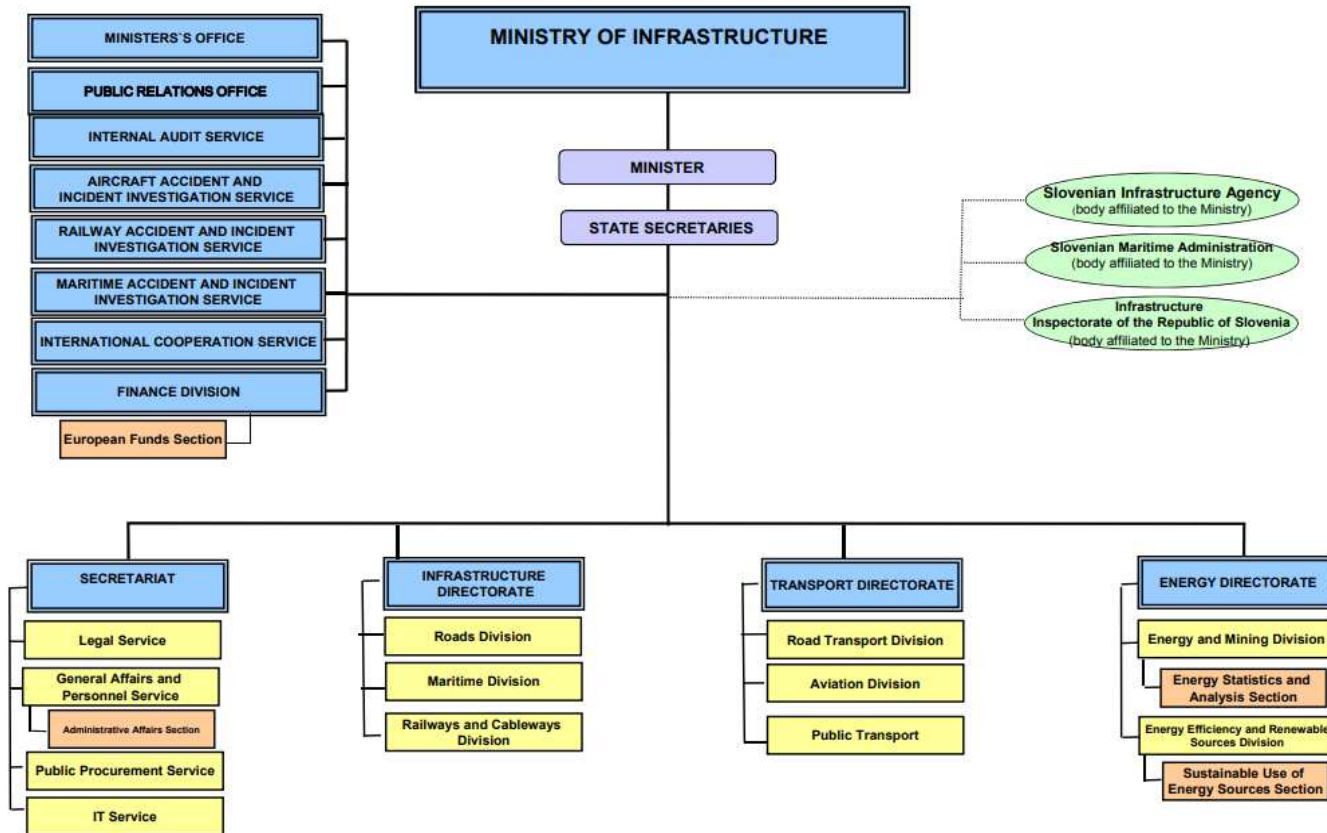 MINISTERS`S OFFICE
PUBLIC RELATIONS OFFICE
INTERNAL AUDIT SERVICE
AIRCRAFT ACCIDENT AND
INCIDENT INVESTIGATION SERVICE
RAILWAY ACCIDENT AND INCIDENT
INVESTIGATION SERVICE
MARITIME ACCIDENT AND INCIDENT
INVESTIGATION SERVICE
INTERNATIONAL COOPERATION SERVICE
FINANCE DIVISION
European Funds Section
MINISTRY OF INFRASTRUCTURE
MINISTER
STATE SECRETARIES
Slovenian Infrastructure Agency
(body affiliated to the Ministry)
Slovenian Maritime Administration
(body affiliated to the Ministry)
Infrastructure
Inspectorate of the Republic of Slovenia
(body affiliated to the Ministry)
SECRETARIAT
Legal Service
General Affairs and
Personnel Service
Administrative Affairs Section
Public Procurement Service
IT Service
INFRASTRUCTURE
DIRECTORATE
Roads Division
Maritime Division
Railways and Cableways
Division
TRANSPORT DIRECTORATE
Road Transport Division
Aviation Division
Public Transport
ENERGY DIRECTORATE
Energy and Mining Division
Energy Statistics and
Analysis Section
Energy Efficiency and Renewable
Sources Division
Sustainable Use of
Energy Sources Section